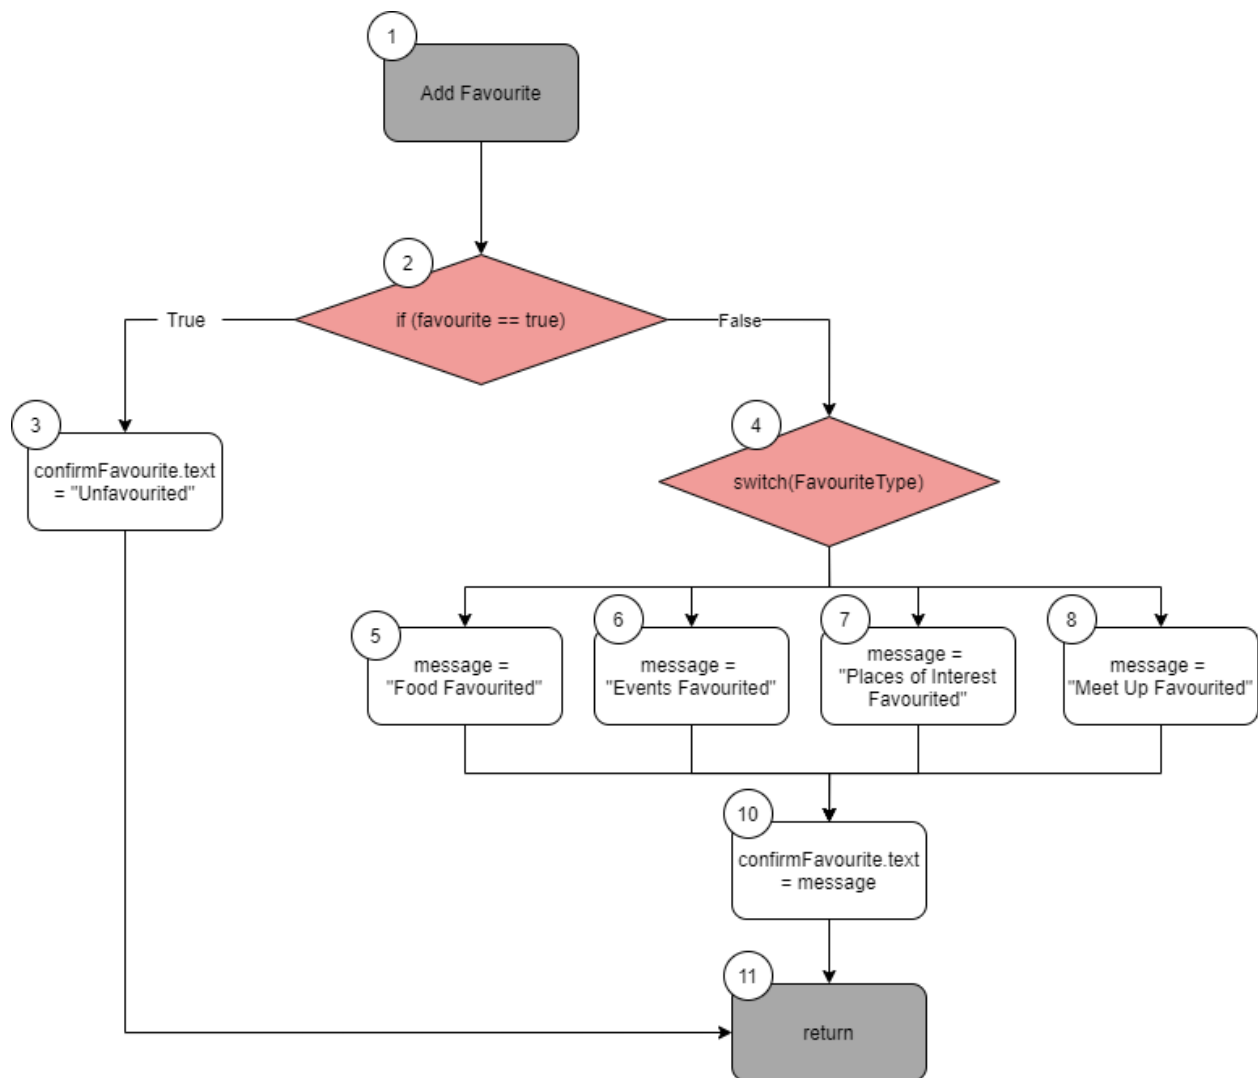 1
Add Favourite
2
if (favourite == true)
True
False
3
confirmFavourite.text
= "Unfavourited"
4
switch(FavouriteType)
5
message =
"Food Favourited"
6
message =
"Events Favourited"
7
message =
"Places of Interest
Favourited"
8
message =
"Meet Up Favourited"
10
confirmFavourite.text
= message
11
return